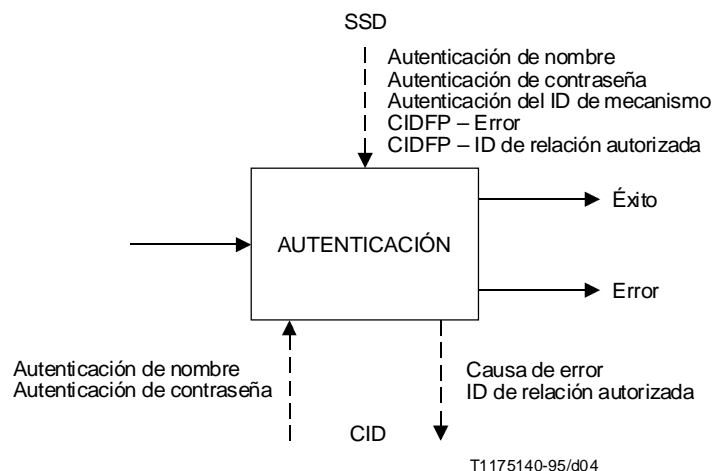 SSD
Autenticación de nombre
Autenticación de contraseña
Autenticación del ID de mecanismo
CIDFP – Error
CIDFP – ID de relación autorizada
Éxito
AUTENTICACIÓN
Error
Autenticación de nombre
Autenticación de contraseña
Causa de error
ID de relación autorizada
CID
T1175140-95/d04